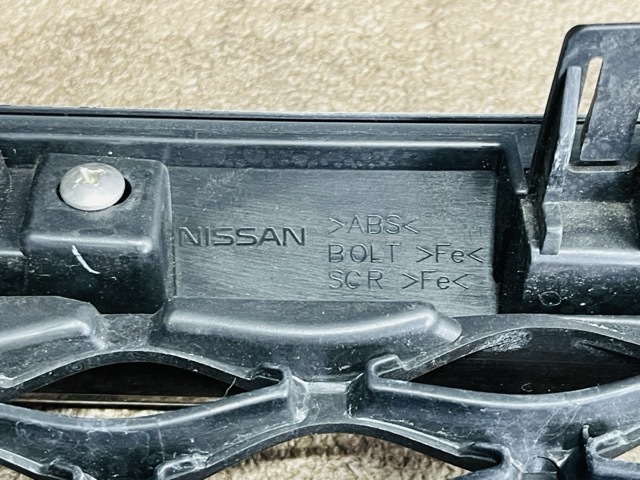 NISSAN
>ABS<
BOLT >Fe<
SCR >Fe<